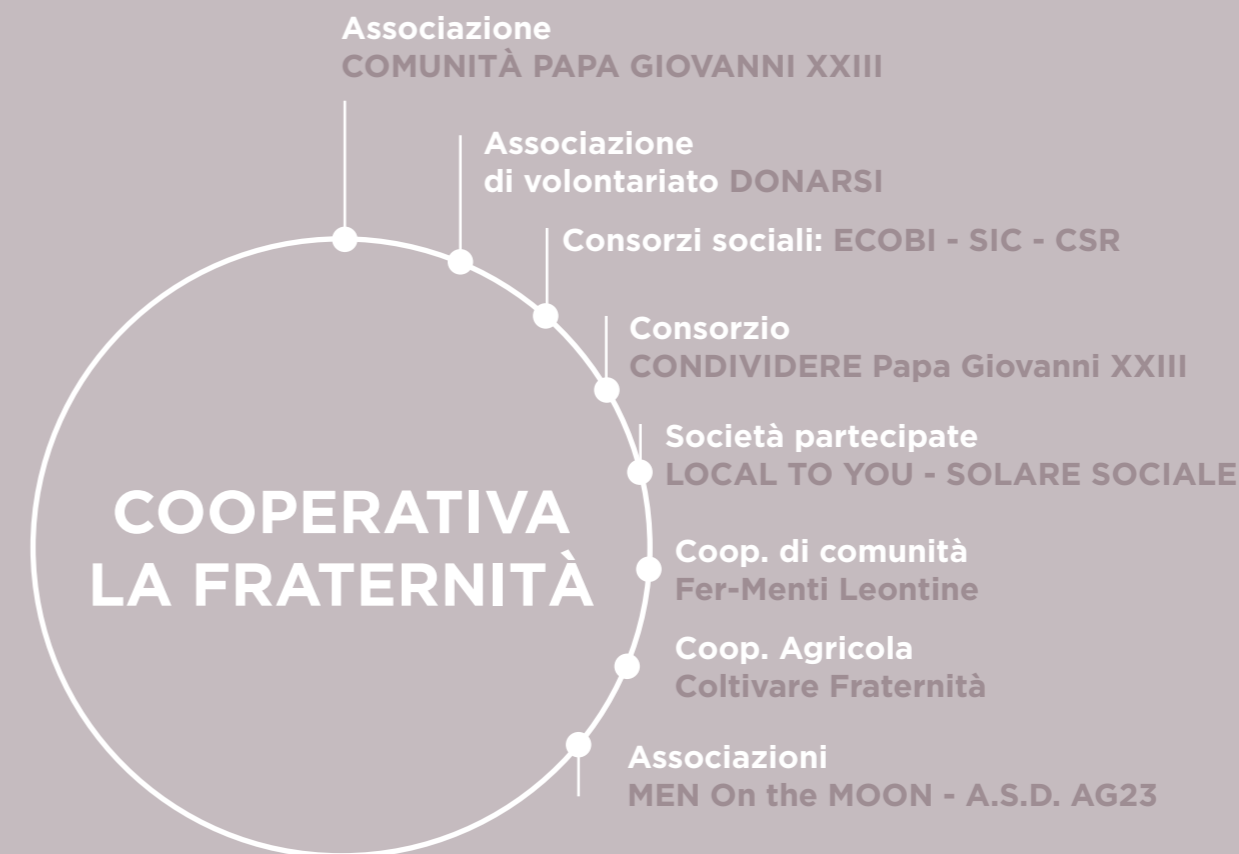 Associazione
COMUNITÀ PAPA GIOVANNI XXIII
Associazione
di volontariato DONARSI
Consorzi sociali: ECOBI - SIC - CSR
Consorzio
CONDIVIDERE Papa Giovanni XXIII
Società partecipate
LOCAL TO YOU - SOLARE SOCIALE
COOPERATIVA
LA FRATERNITÀ
Coop. di comunità
Fer-Menti Leontine
Coop. Agricola
Coltivare Fraternità
Associazioni
MEN On the MOON - A.S.D. AG23